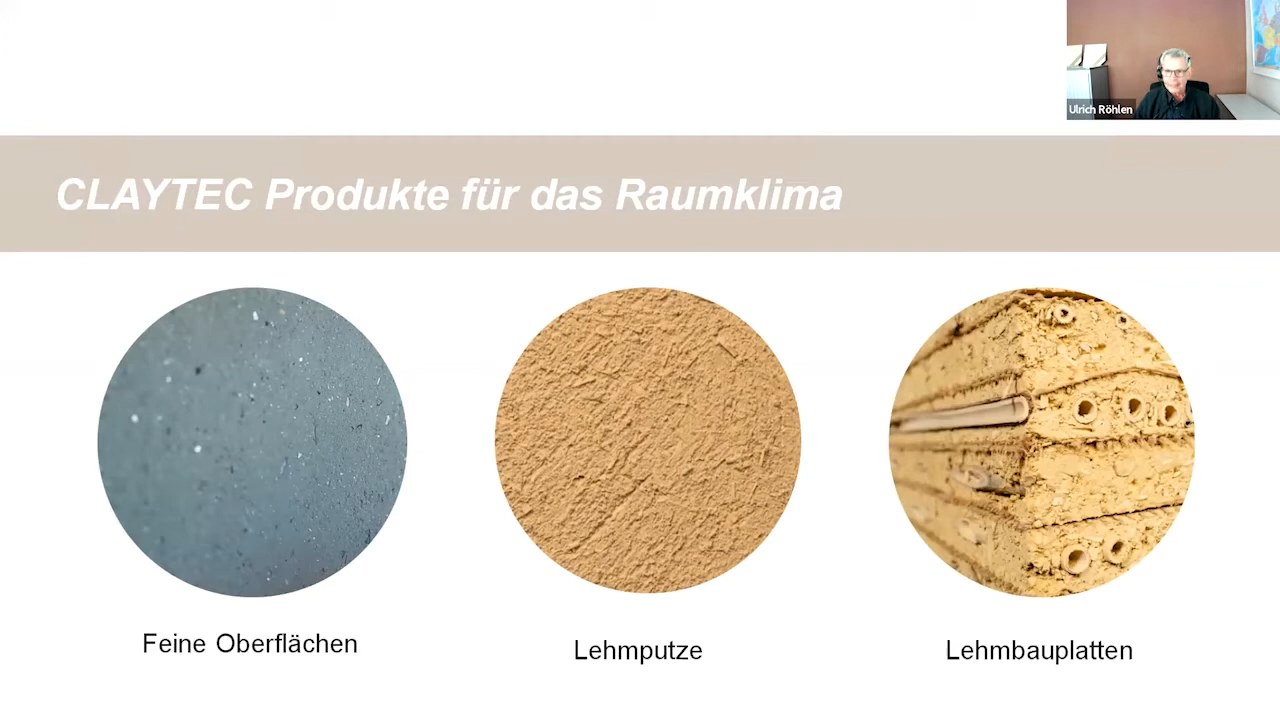 Ulrich Röhlen
CLAYTEC Produkte für das Raumklima
Feine Oberflächen
Lehmputze
Lehmbauplatten